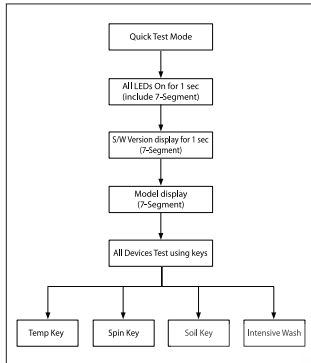 Quick Test Mode
All LEDs On for 1 sec
(include 7-Segment)
S/W Version display for 1 sec
(7-Segment)
Model display
(7-Segment)
All Devices Test using keys
Temp Key
Spin Key
Soil Key
Intensive Wash